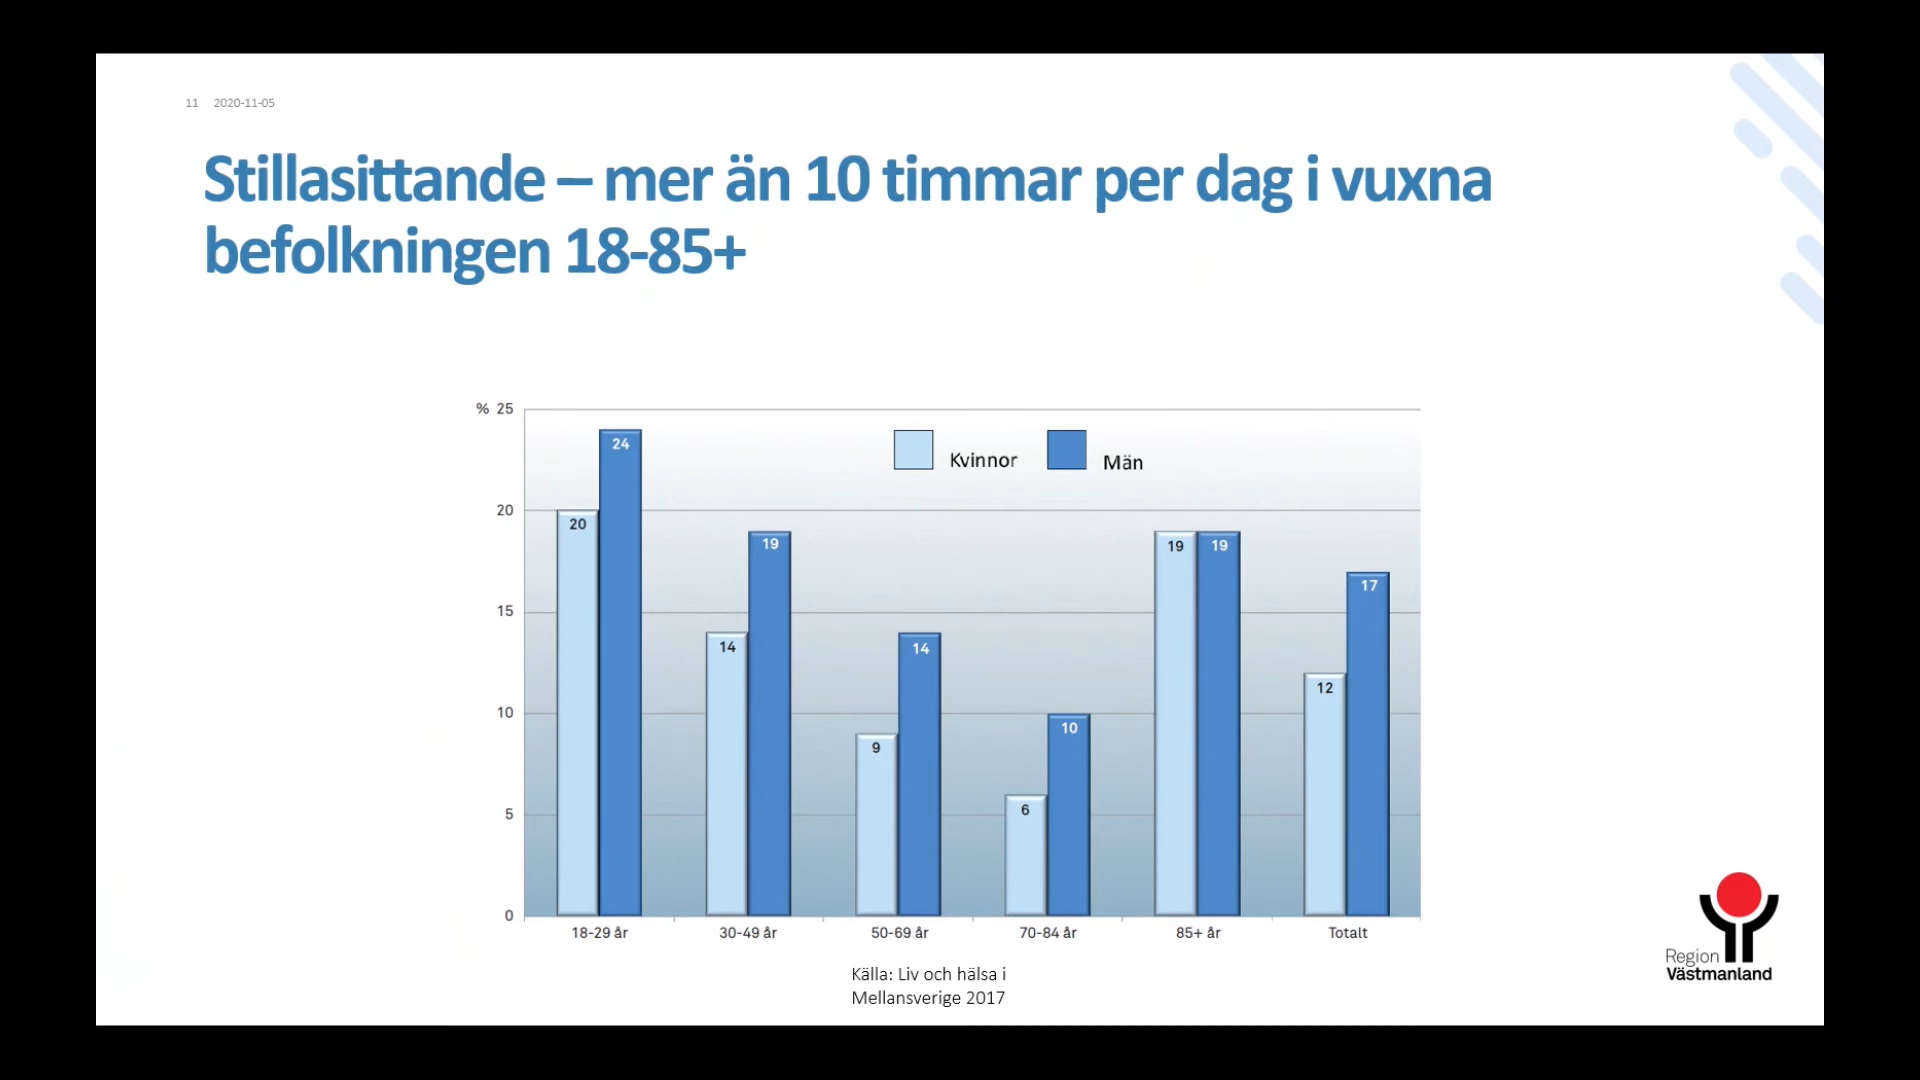 11 2020-11-05
Stillasittande – mer än 10 timmar per dag i vuxna
befolkningen 18-85+
% 25
20
15
10
5
0
Kvinnor Män
20 24
14 19
9 14
6 10
19 19
12 17
18-29 år 30-49 år 50-69 år 70-84 år 85+ år Totalt
Källa: Liv och hälsa i
Mellansverige 2017
Region
Västmanland